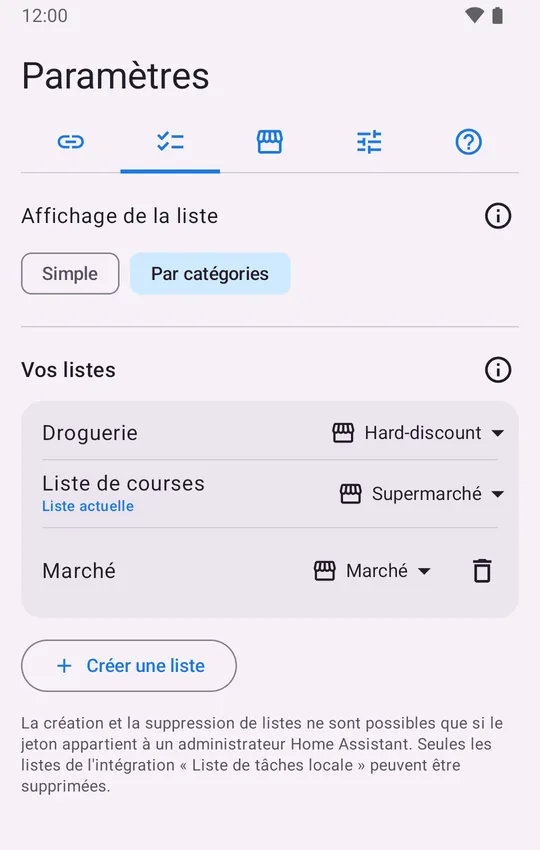 12:00
Paramètres
Affichage de la liste
Simple
Par catégories
Vos listes
Droguerie
Hard-discount
Liste de courses
Liste actuelle
Supermarché
Marché
Marché
Créer une liste
La création et la suppression de listes ne sont possibles que si le
jeton appartient à un administrateur Home Assistant. Seules les
listes de l'intégration « Liste de tâches locale » peuvent être
supprimées.